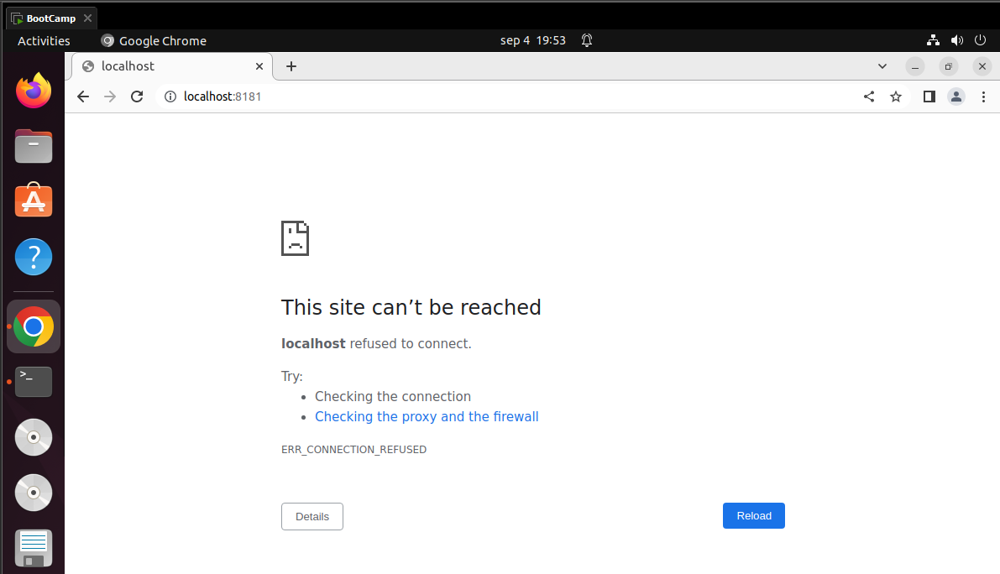 BootCamp
Activities
Google Chrome
sep 4 19:53
localhost
localhost:8181
This site can’t be reached
localhost refused to connect.
Try:
Checking the connection
Checking the proxy and the firewall
ERR_CONNECTION_REFUSED
Details
Reload